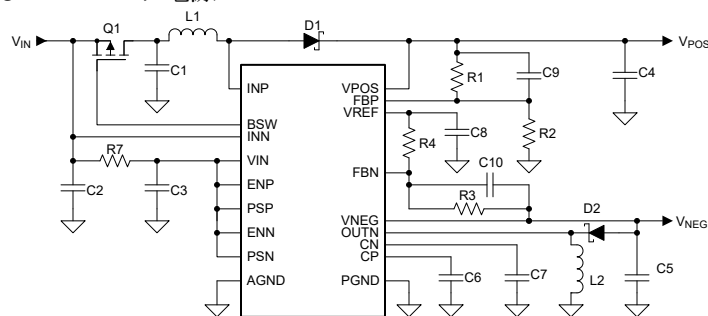 Q1
L1
D1
VIN
VPOS
C1
R1
C9
C4
INP
VPOS
FBP
VREF
BSW
INN
R4
C8
R2
R7
VIN
C10
FBN
C2
C3
ENP
R3
PSP
VNEG
D2
VNEG
ENN
OUTN
CN
PSN
CP
C6
C7
L2
C5
AGND
PGND